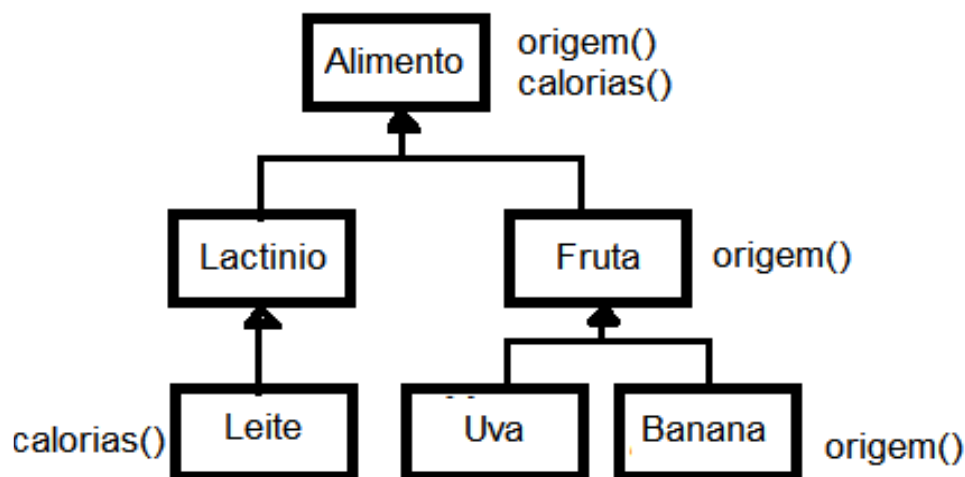 Alimento
origem()
calorias()
Lactinio
Fruta
origem()
calorias()
Leite
Uva
Banana
origem()